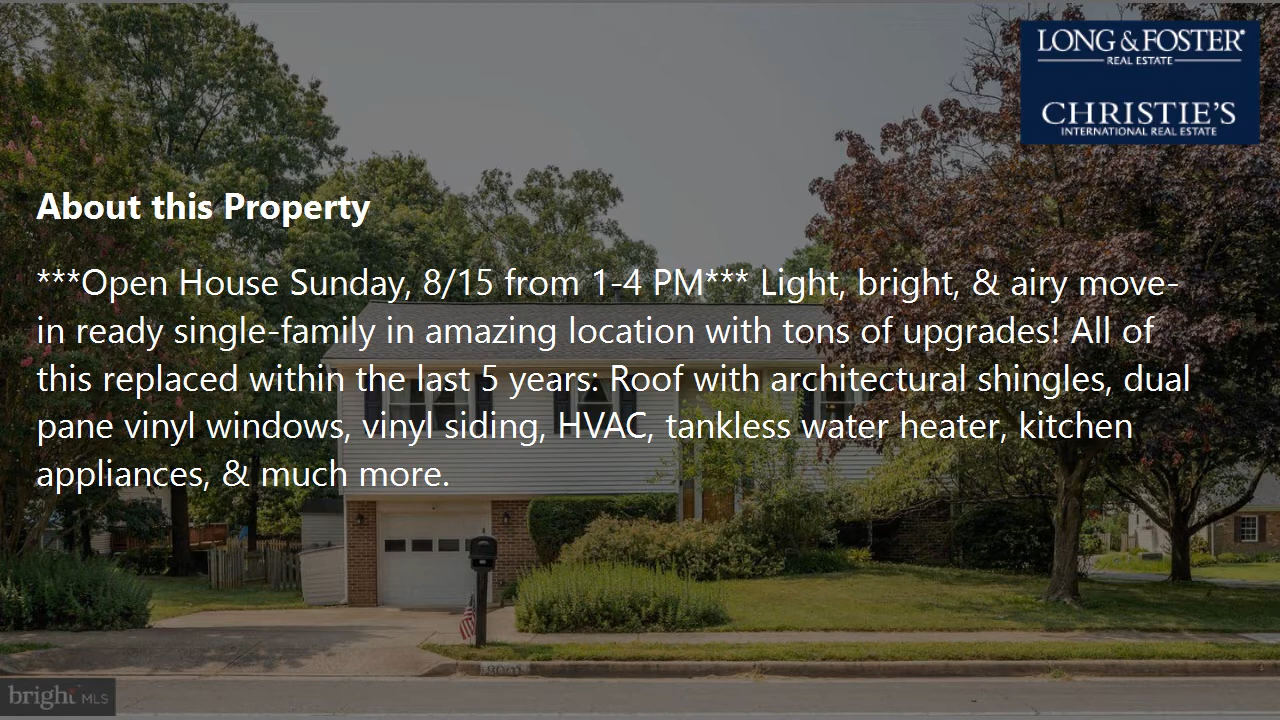 LONG & FOSTER®
REAL ESTATE
CHRISTIE'S
INTERNATIONAL REAL ESTATE
About this Property
***Open House Sunday, 8/15 from 1-4 PM*** Light, bright, & airy move-
in ready single-family in amazing location with tons of upgrades! All of
this replaced within the last 5 years: Roof with architectural shingles, dual
pane vinyl windows, vinyl siding, HVAC, tankless water heater, kitchen
appliances, & much more.
bright MLS